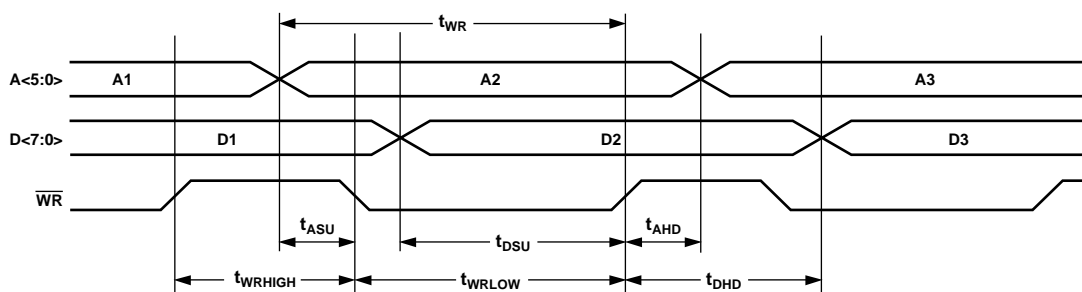 tWR
A<5:0> A1 A2 A3
D<7:0> D1 D2 D3
WR
tASU tDSU tAHD
tWRHIGH tWRLOW tDHD